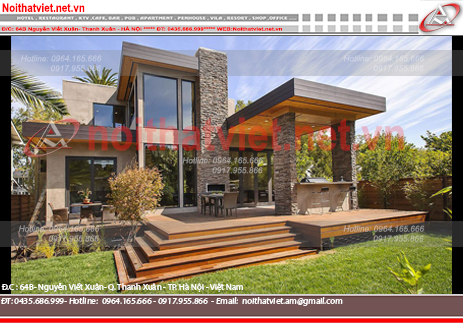 Noithatviet.net.vn
HOTEL . RESTAURANT . KTV .CAFE. BAR . PUB . APARTMENT . PENHOUSE . VILA . RESORT . SHOP ,OFFICE ....
Đ/C: 64B Nguyễn Viết Xuân- Thanh Xuân - HÀ NỘI ***** ĐT: 0435.686.999***** WEB:Noithatviet.net.vn
Hotline: 0964.165.666
0917.955.866
Hotline: 0964.165.666
0917.955.866
noithatviet.net.vn
Hotline: 0964.165.666
0917.955.866
Hotline: 0964.165.666
0917.955.866
Hotline: 0964.165.666
0917.955.866
Đ.C : 64B- Nguyễn Viết Xuân- Q. Thanh Xuân - TP. Hà Nội - Việt Nam
ĐT: 0435.686.999- Hotline: 0964.165.666 - 0917.955.866 - Email: noithatviet.am@gmail.com